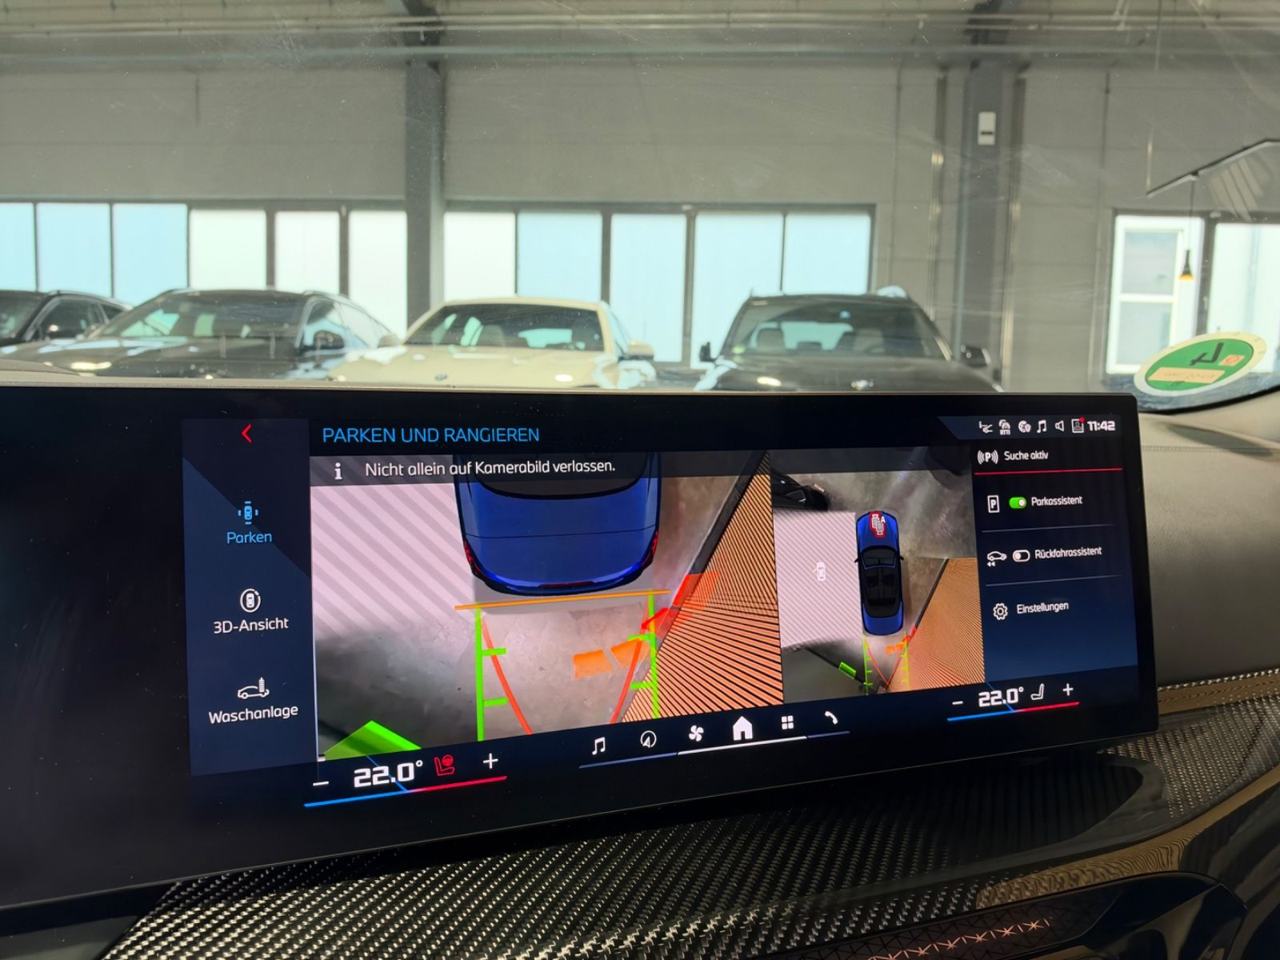 PARKEN UND RANGIEREN
11:42
Nicht allein auf Kamerabild verlassen.
((P)) Suche aktiv
Parken
P Parkassistent
Rückfahrassistent
3D-Ansicht
Einstellungen
Waschanlage
- 22.0° +
- 22.0° +